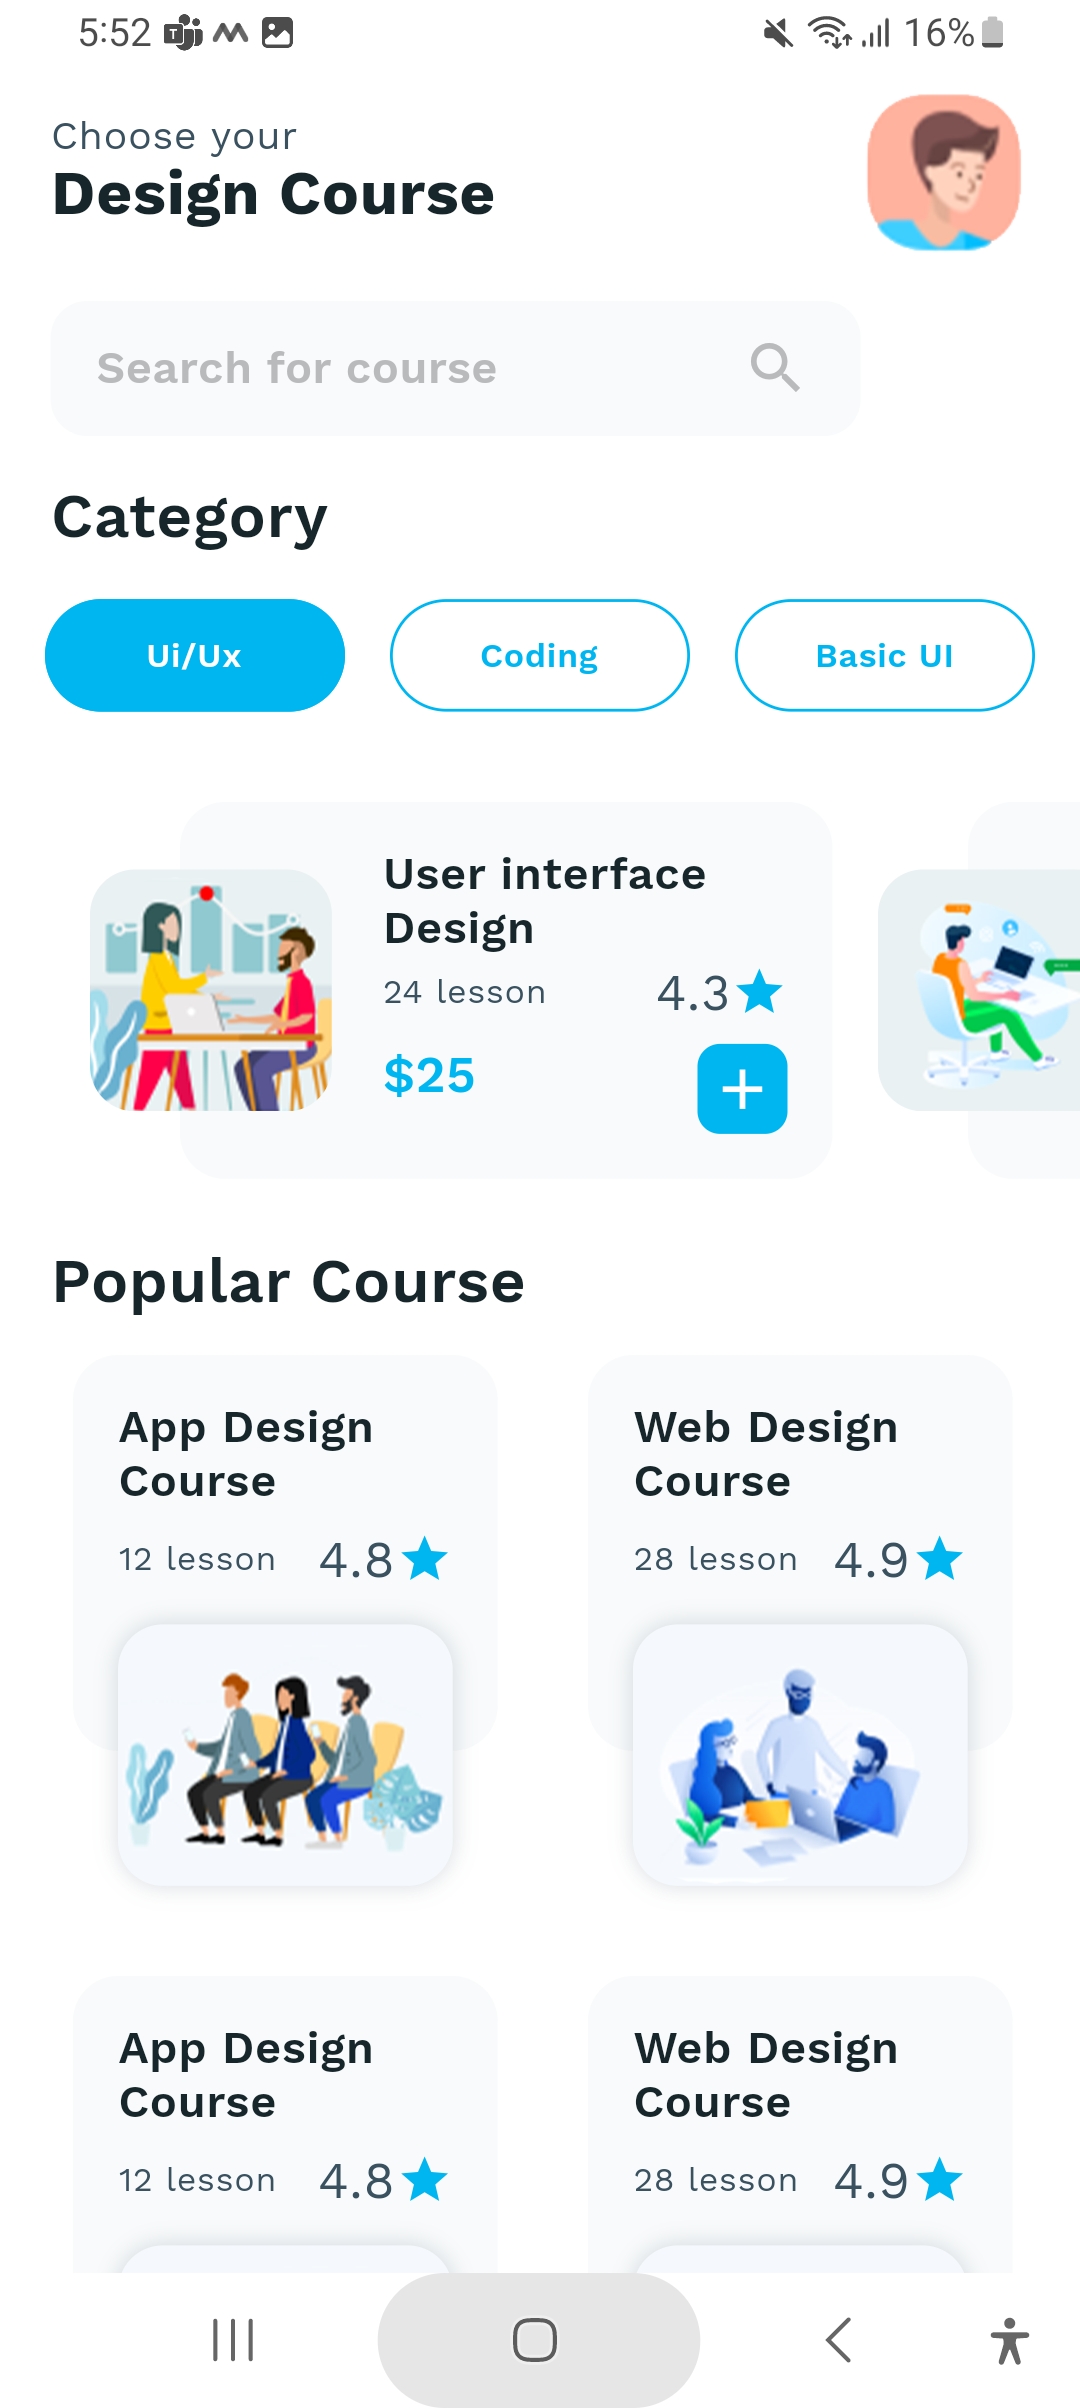 5:52
16%
Choose your
Design Course
Search for course
Category
Ui/Ux
Coding
Basic UI
User interface
Design
24 lesson 4.3
$25
Popular Course
App Design
Course
12 lesson 4.8
Web Design
Course
28 lesson 4.9
App Design
Course
12 lesson 4.8
Web Design
Course
28 lesson 4.9